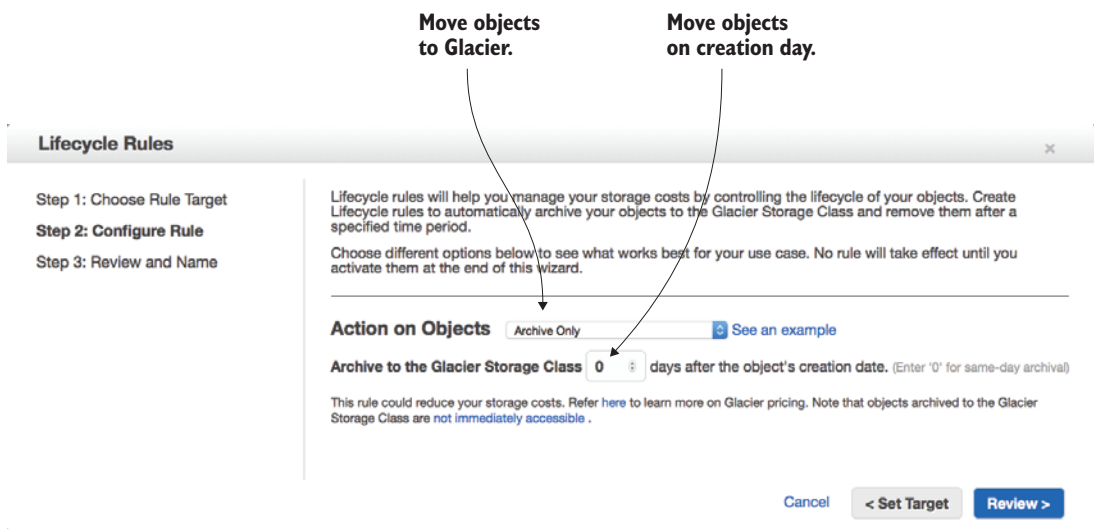 Move objects
to Glacier.
Move objects
on creation day.
Lifecycle Rules
×
Step 1: Choose Rule Target
Step 2: Configure Rule
Step 3: Review and Name
Lifecycle rules will help you manage your storage costs by controlling the lifecycle of your objects. Create
Lifecycle rules to automatically archive your objects to the Glacier Storage Class and remove them after a
specified time period.
Choose different options below to see what works best for your use case. No rule will take effect until you
activate them at the end of this wizard.
Action on Objects Archive Only See an example
Archive to the Glacier Storage Class 0 days after the object's creation date. (Enter '0' for same-day archival)
This rule could reduce your storage costs. Refer here to learn more on Glacier pricing. Note that objects archived to the Glacier
Storage Class are not immediately accessible .
Cancel < Set Target Review >